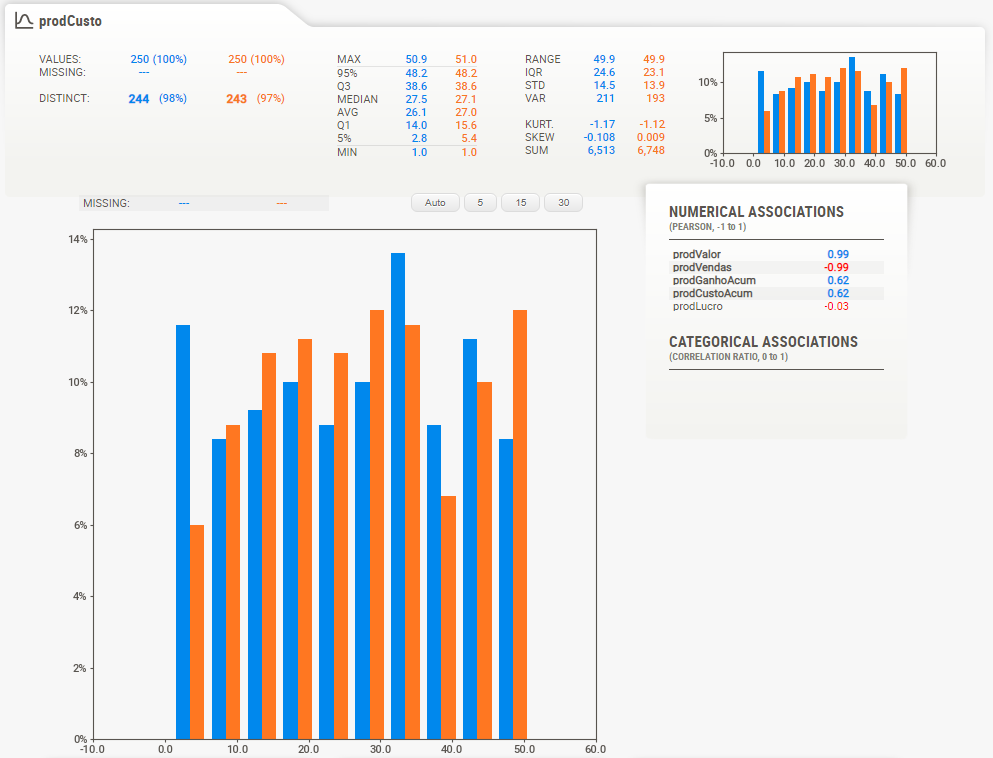 prodCusto
VALUES: 250 (100%) 250 (100%)
MISSING: --- ---
DISTINCT: 244 (98%) 243 (97%)
MAX 50.9 51.0
95% 48.2 48.2
Q3 38.6 38.6
MEDIAN 27.5 27.1
AVG 26.1 27.0
Q1 14.0 15.6
5% 2.8 5.4
MIN 1.0 1.0
RANGE 49.9 49.9
IQR 24.6 23.1
STD 14.5 13.9
VAR 211 193
KURT. -1.17 -1.12
SKEW -0.108 0.009
SUM 6,513 6,748
10%
5%
0%
-10.0 0.0 10.0 20.0 30.0 40.0 50.0 60.0
MISSING: --- ---
Auto 5 15 30
14%
12%
10%
8%
6%
4%
2%
0%
-10.0 0.0 10.0 20.0 30.0 40.0 50.0 60.0
NUMERICAL ASSOCIATIONS
(PEARSON, -1 to 1)
prodValor 0.99
prodVendas -0.99
prodGanhoAcum 0.62
prodCustoAcum 0.62
prodLucro -0.03
CATEGORICAL ASSOCIATIONS
(CORRELATION RATIO, 0 to 1)